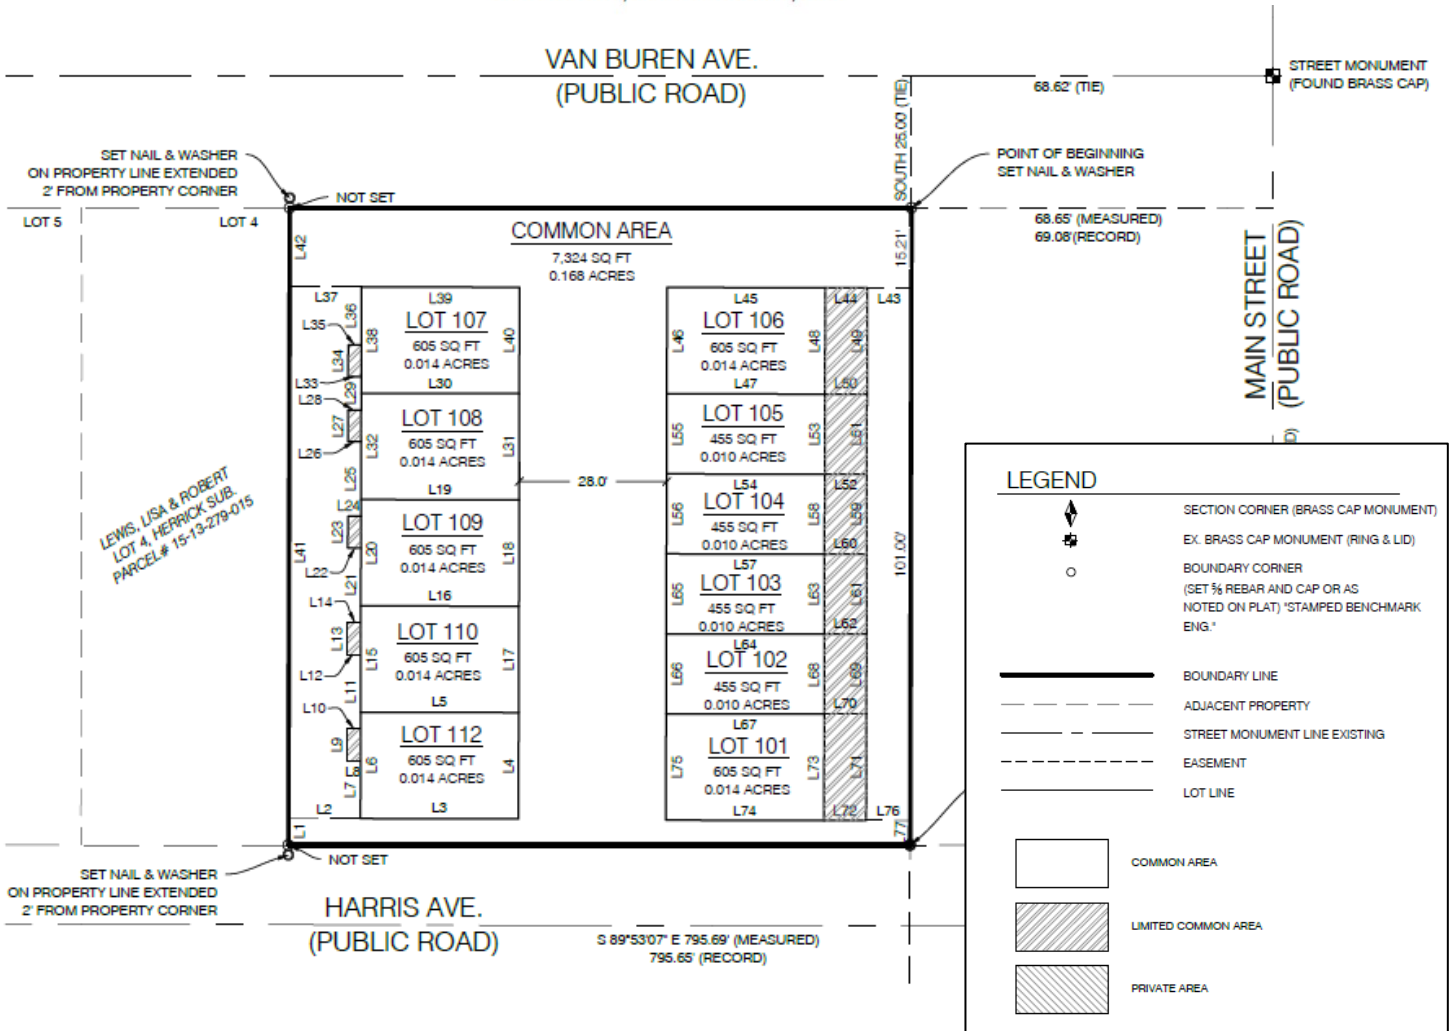 VAN BUREN AVE.
(PUBLIC ROAD)
STREET MONUMENT
(FOUND BRASS CAP)
68.62' (TIE)
SOUTH 25.00' (TIE)
SET NAIL & WASHER
ON PROPERTY LINE EXTENDED
2' FROM PROPERTY CORNER
NOT SET
POINT OF BEGINNING
SET NAIL & WASHER
LOT 5
LOT 4
68.65' (MEASURED)
69.08'(RECORD)
COMMON AREA
7,324 SQ FT
0.168 ACRES
L42
15.21'
MAIN STREET
(PUBLIC ROAD)
L37
L39
L45
L44
L43
L36
L35
L38
LOT 107
605 SQ FT
0.014 ACRES
L40
L46
LOT 106
605 SQ FT
0.014 ACRES
L48
L49
L34
L33
L30
L47
L50
L29
L28
LOT 108
605 SQ FT
0.014 ACRES
L27
L32
L31
L26
L55
LOT 105
455 SQ FT
0.010 ACRES
L53
L51
L25
L19
28.0'
L54
L52
L24
L23
LOT 109
605 SQ FT
0.014 ACRES
L20
L18
L22
L56
LOT 104
455 SQ FT
0.010 ACRES
L58
L59
L60
L41
L21
L16
L57
101.00'
L14
L65
LOT 103
455 SQ FT
0.010 ACRES
L63
L61
L62
L13
LOT 110
605 SQ FT
0.014 ACRES
L15
L17
L12
L64
L66
LOT 102
455 SQ FT
0.010 ACRES
L68
L69
L70
L11
L5
L10
L67
L9
LOT 112
605 SQ FT
0.014 ACRES
L6
L4
L8
L7
L75
LOT 101
605 SQ FT
0.014 ACRES
L73
L71
L2
L3
L74
L72
L76
L1
L77
LEWIS, LISA & ROBERT
LOT 4, HERRICK SUB.
PARCEL# 15-13-279-015
NOT SET
SET NAIL & WASHER
ON PROPERTY LINE EXTENDED
2' FROM PROPERTY CORNER
HARRIS AVE.
(PUBLIC ROAD)
S 89°53'07" E 795.69' (MEASURED)
795.65' (RECORD)
D)
LEGEND
SECTION CORNER (BRASS CAP MONUMENT)
EX. BRASS CAP MONUMENT (RING & LID)
BOUNDARY CORNER
(SET ⅝ REBAR AND CAP OR AS
NOTED ON PLAT) "STAMPED BENCHMARK
ENG."
BOUNDARY LINE
ADJACENT PROPERTY
STREET MONUMENT LINE EXISTING
EASEMENT
LOT LINE
COMMON AREA
LIMITED COMMON AREA
PRIVATE AREA